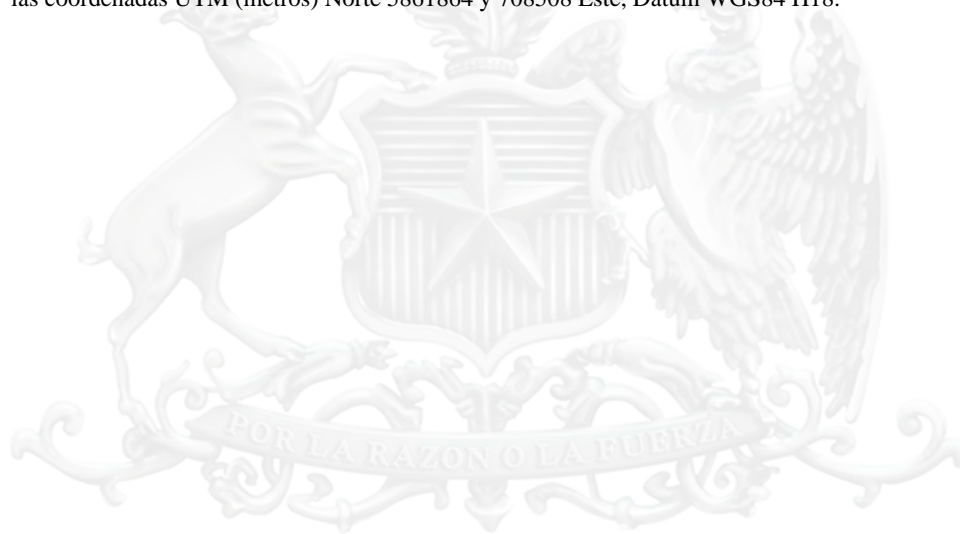 las coordenadas UTM (metros) Norte 5861864 y 708508 Este, Datum WGS84 H18.
POR LA RAZON O LA FUERZA